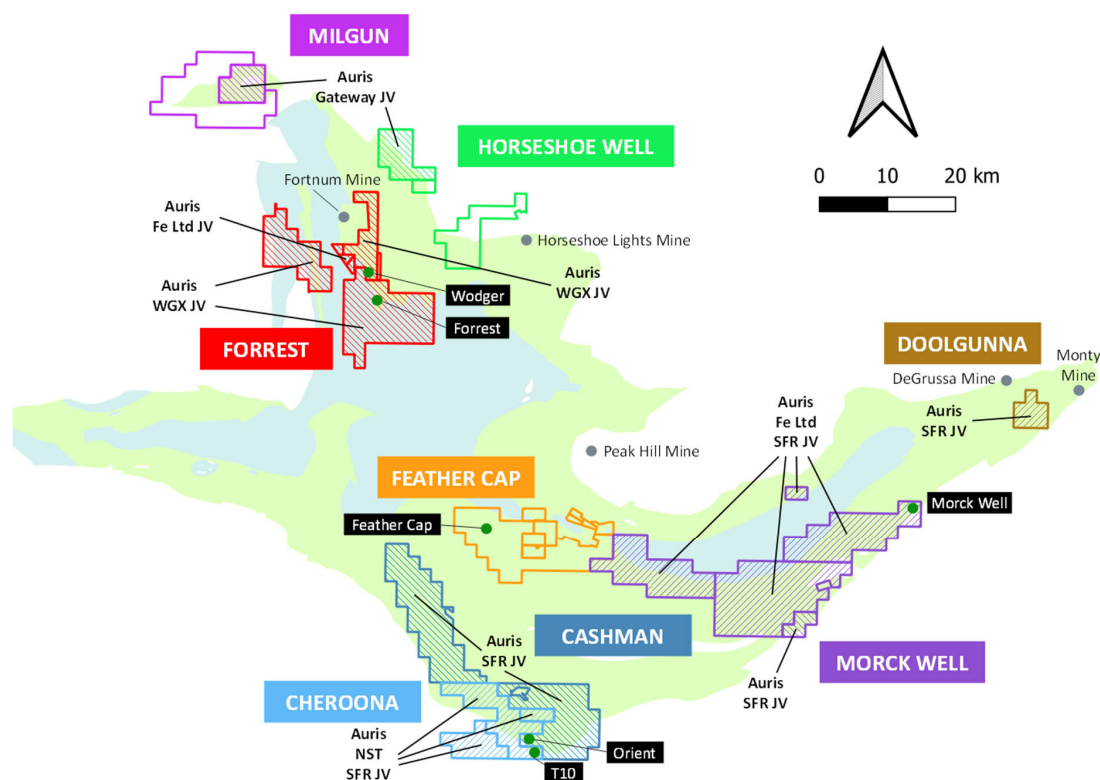 MILGUN
Auris
Gateway JV
HORSESHOE WELL
0 10 20 km
Fortnum Mine
Auris
Fe Ltd JV
Horseshoe Lights Mine
Auris
WGX JV
Auris
WGX JV
Wodger
Forrest
FORREST
DOOLGUNNA
Monty
Mine
DeGrussa Mine
Auris
SFR JV
Auris
Fe Ltd
SFR JV
Peak Hill Mine
FEATHER CAP
Feather Cap
Morck Well
CASHMAN
Auris
SFR JV
MORCK WELL
Auris
SFR JV
CHEROONA
Auris
NST
SFR JV
Orient
T10